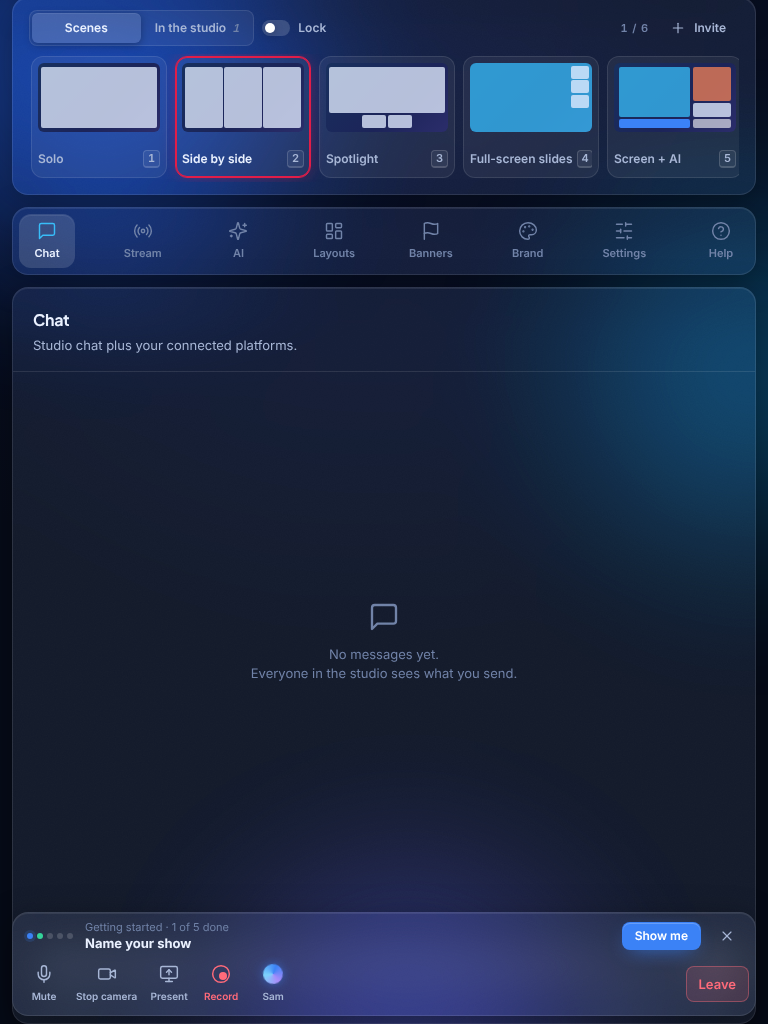 Scenes In the studio 1 Lock 1 / 6 Invite
Solo 1 Side by side 2 Spotlight 3 Full-screen slides 4 Screen + AI 5
Chat Stream AI Layouts Banners Brand Settings Help
Chat
Studio chat plus your connected platforms.
No messages yet.
Everyone in the studio sees what you send.
Getting started · 1 of 5 done
Name your show
Show me
Mute Stop camera Present Record Sam Leave